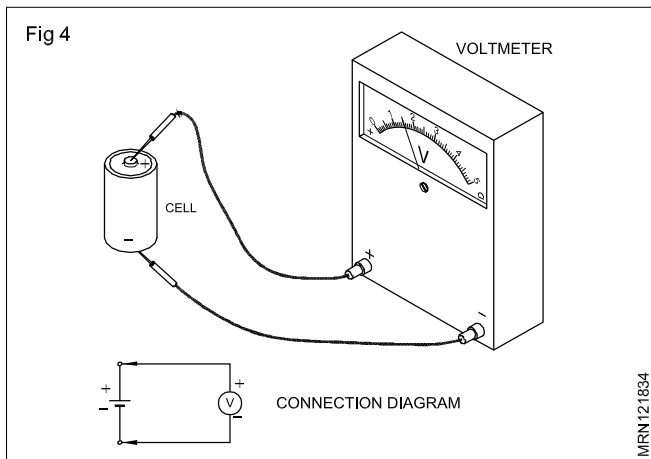 Fig 4
VOLTMETER
0 1 2 3 4 5
V
+
CELL
-
+
-
+ + V
- -
CONNECTION DIAGRAM
MRN121834